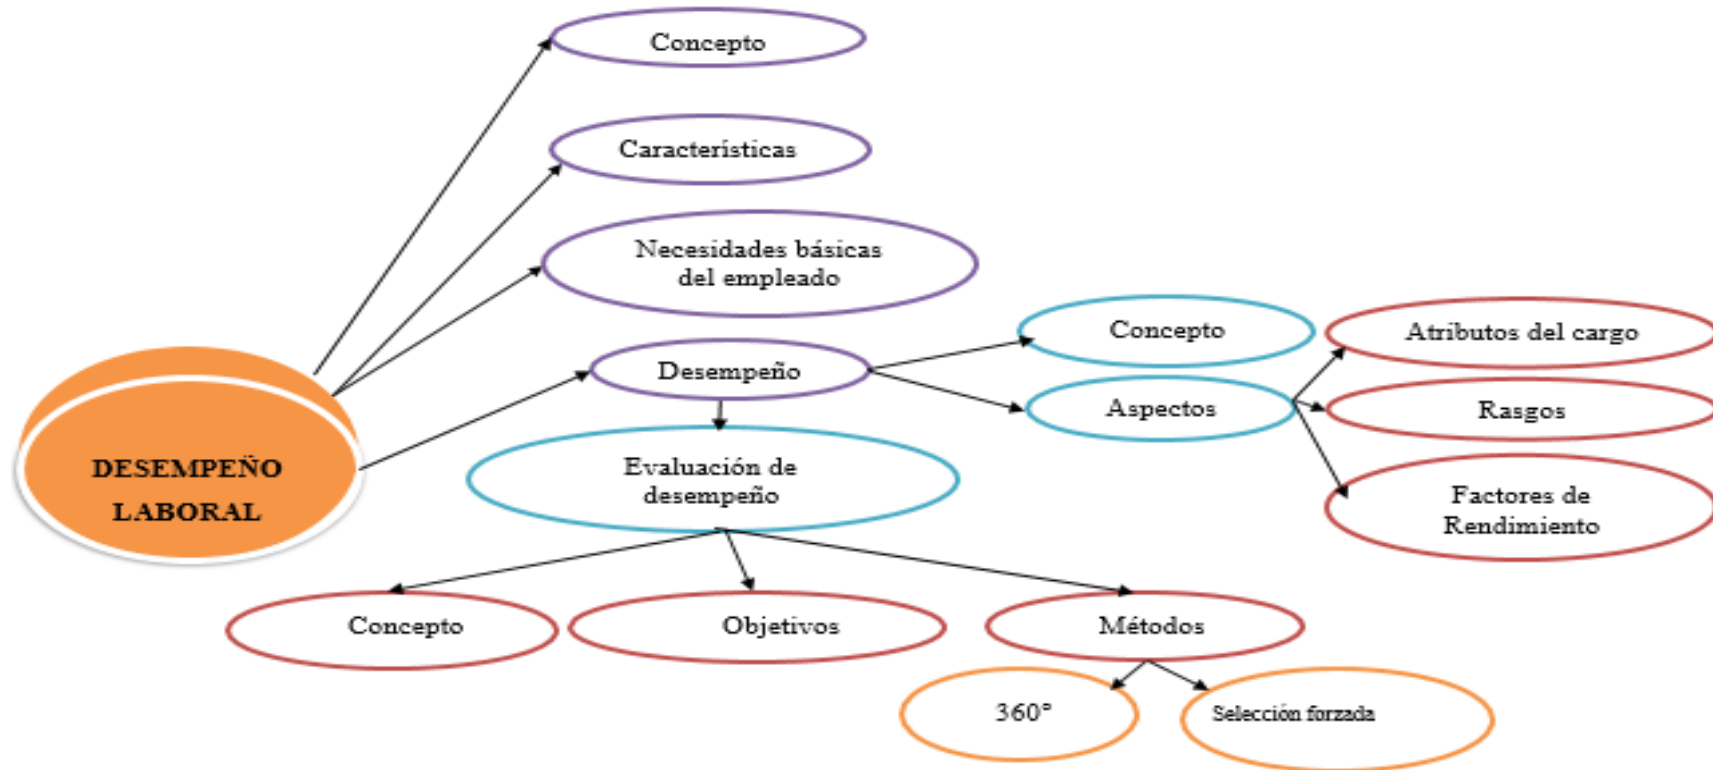 Concepto
Características
Necesidades básicas
del empleado
Desempeño
Concepto
Aspectos
Atributos del cargo
Rasgos
Factores de
Rendimiento
DESEMPEÑO
LABORAL
Evaluación de
desempeño
Concepto
Objetivos
Métodos
360°
Selección forzada